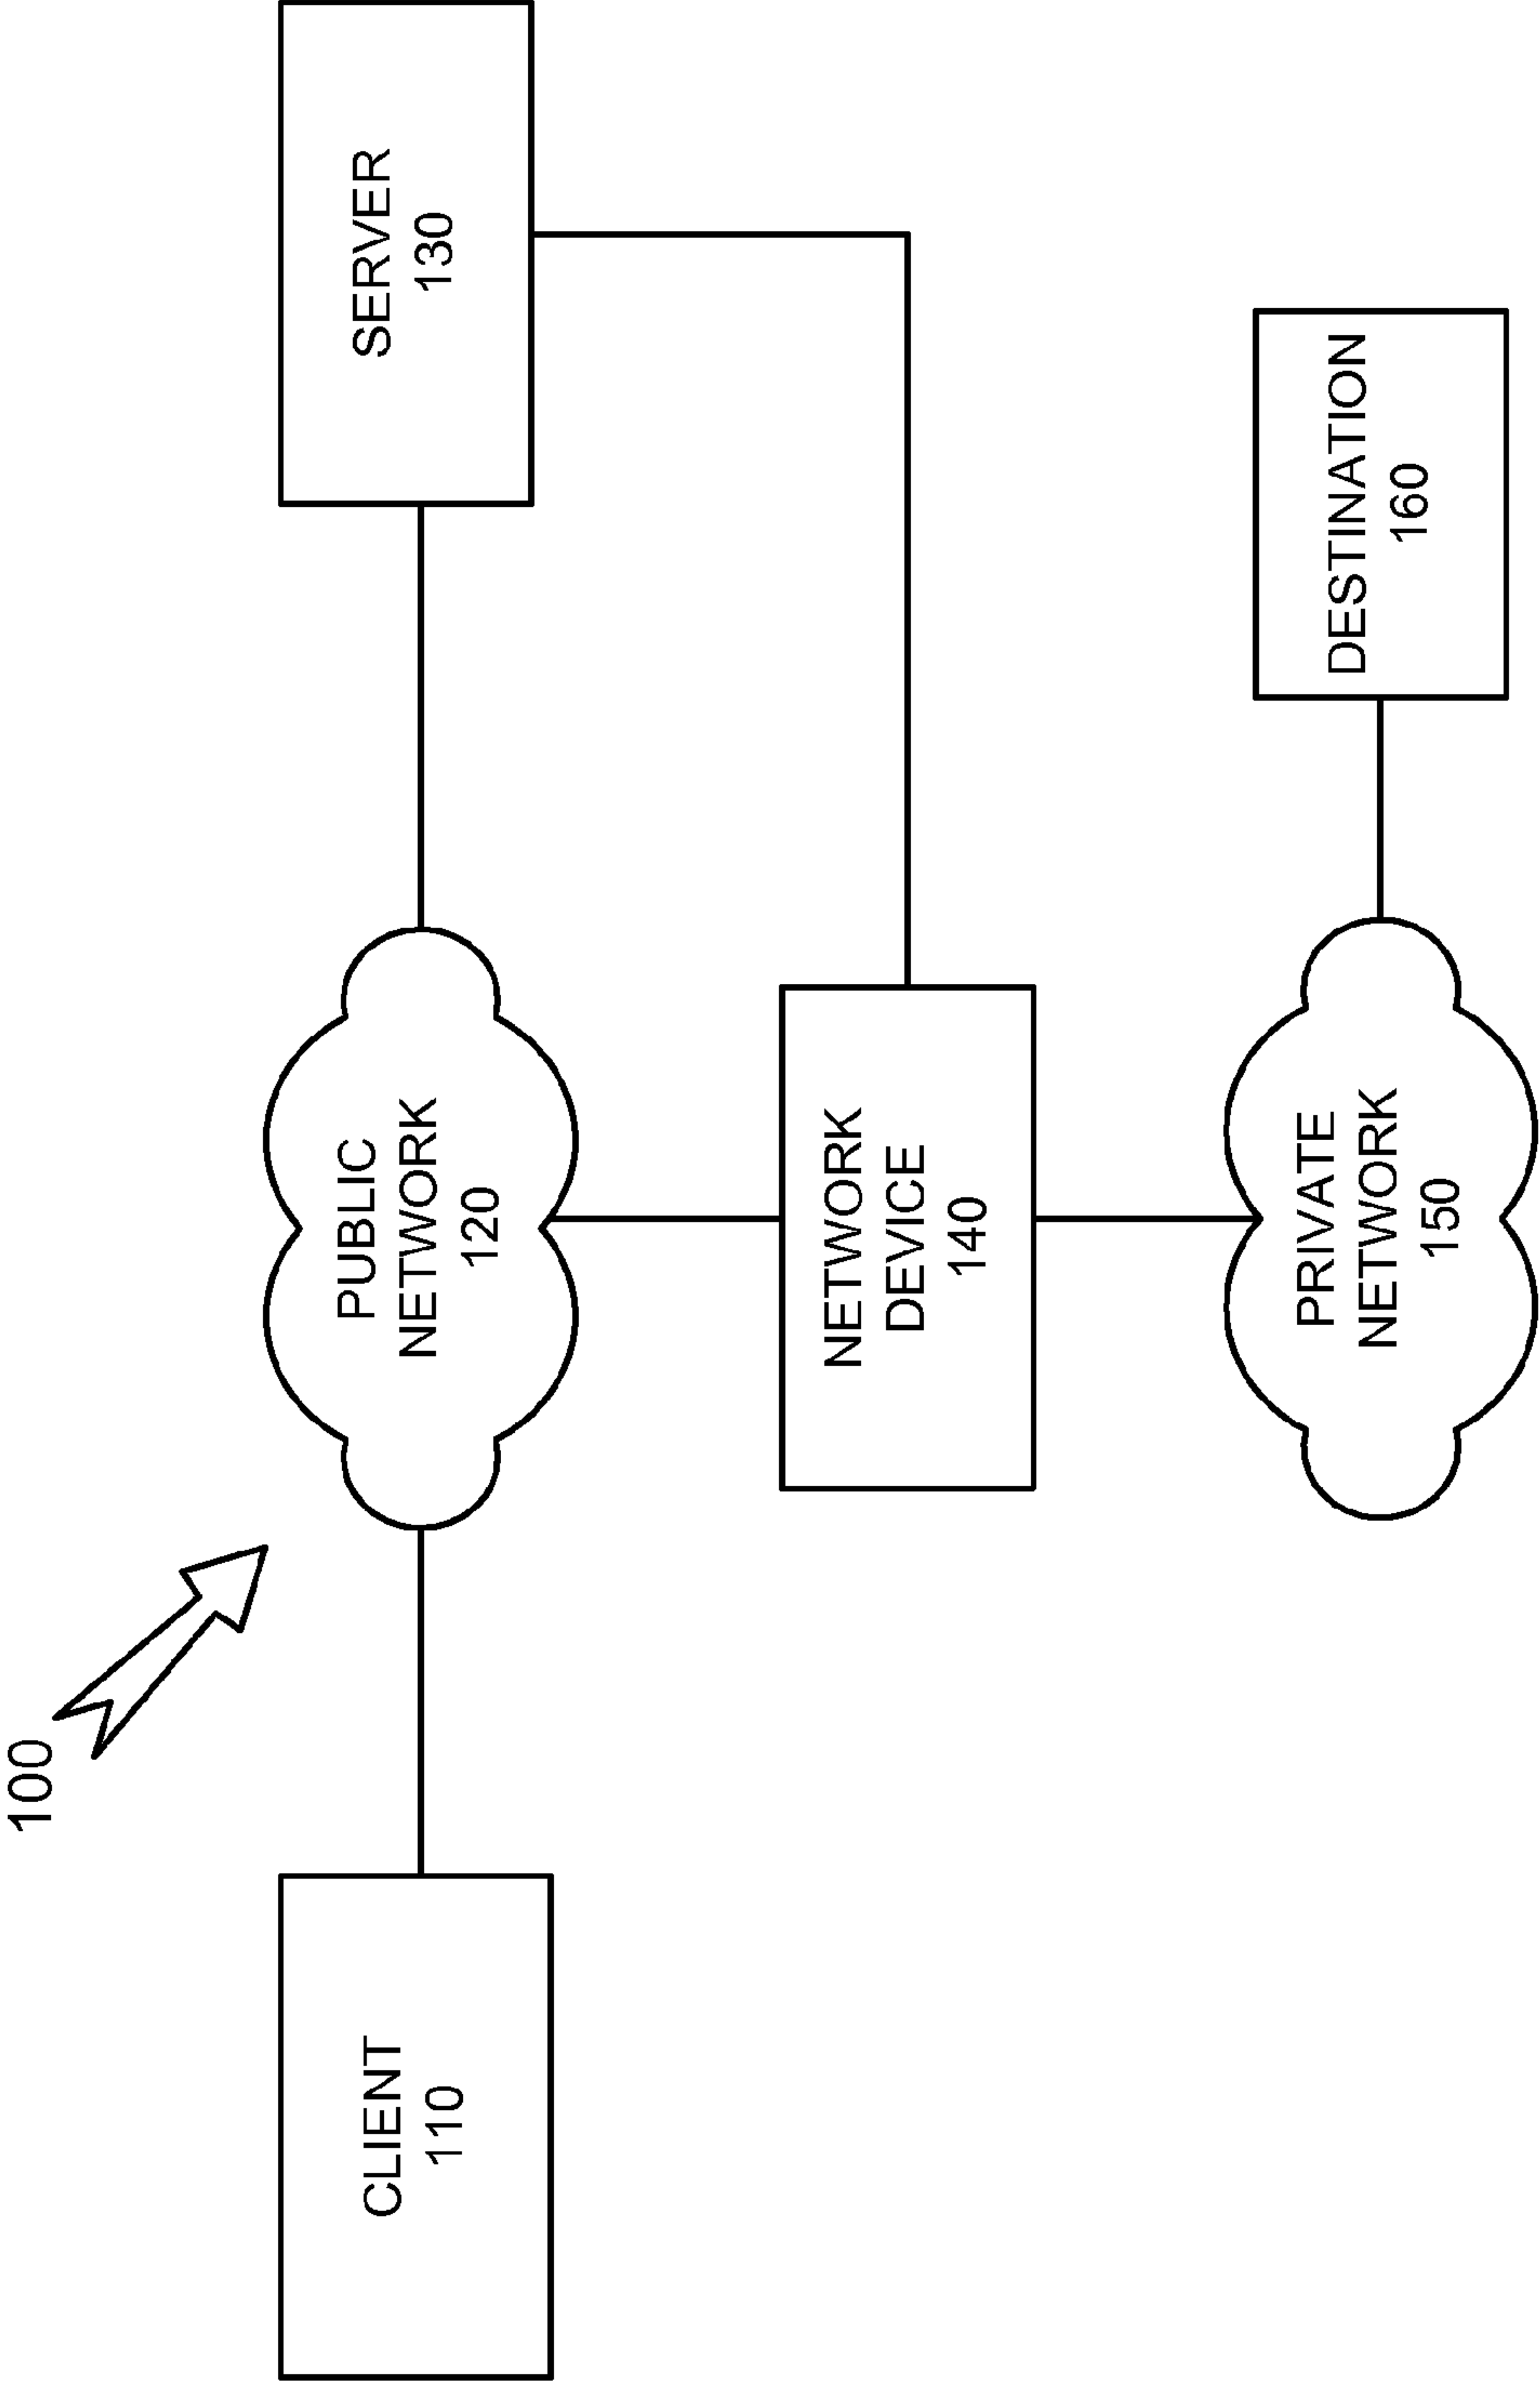 100
CLIENT
110
PUBLIC
NETWORK
120
SERVER
130
NETWORK
DEVICE
140
PRIVATE
NETWORK
150
DESTINATION
160